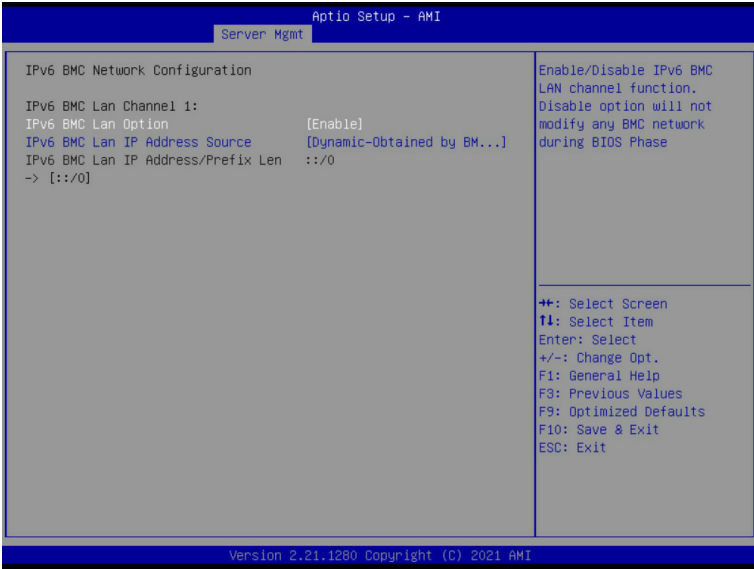 Aptio Setup – AMI
Server Mgmt
IPv6 BMC Network Configuration
IPv6 BMC Lan Channel 1:
IPv6 BMC Lan Option [Enable]
IPv6 BMC Lan IP Address Source [Dynamic-Obtained by BM...]
IPv6 BMC Lan IP Address/Prefix Len ::/0
-> [::/0]
Enable/Disable IPv6 BMC
LAN channel function.
Disable option will not
modify any BMC network
during BIOS Phase
→←: Select Screen
↑↓: Select Item
Enter: Select
+/-: Change Opt.
F1: General Help
F3: Previous Values
F9: Optimized Defaults
F10: Save & Exit
ESC: Exit
Version 2.21.1280 Copyright (C) 2021 AMI